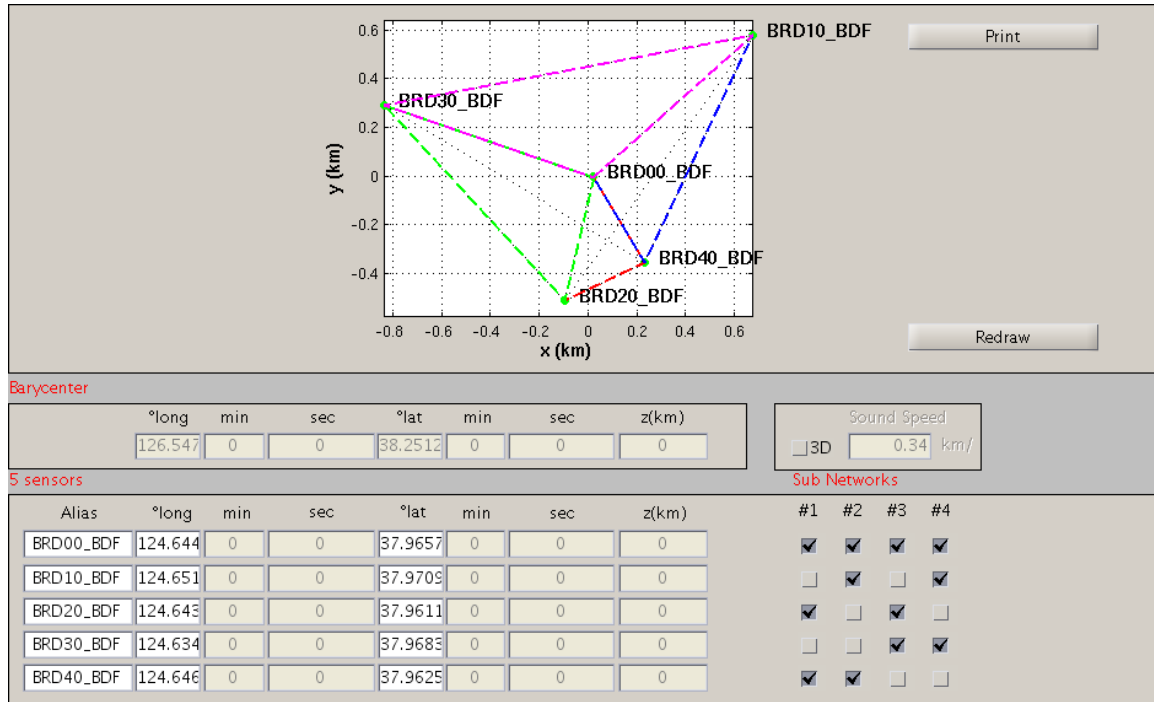 0.6
BRD10_BDF
Print
0.4
BRD30_BDF
0.2
y (km)
0
BRD00_BDF
-0.2
BRD40_BDF
-0.4
BRD20_BDF
-0.8 -0.6 -0.4 -0.2 0 0.2 0.4 0.6
x (km)
Redraw
Barycenter
°long min sec °lat min sec z(km)
126.547 0 0 38.2512 0 0 0
Sound Speed
3D 0.34 km/
5 sensors
Sub Networks
Alias °long min sec °lat min sec z(km) #1 #2 #3 #4
BRD00_BDF 124.644 0 0 37.9657 0 0 0
BRD10_BDF 124.651 0 0 37.9709 0 0 0
BRD20_BDF 124.643 0 0 37.9611 0 0 0
BRD30_BDF 124.634 0 0 37.9683 0 0 0
BRD40_BDF 124.646 0 0 37.9625 0 0 0